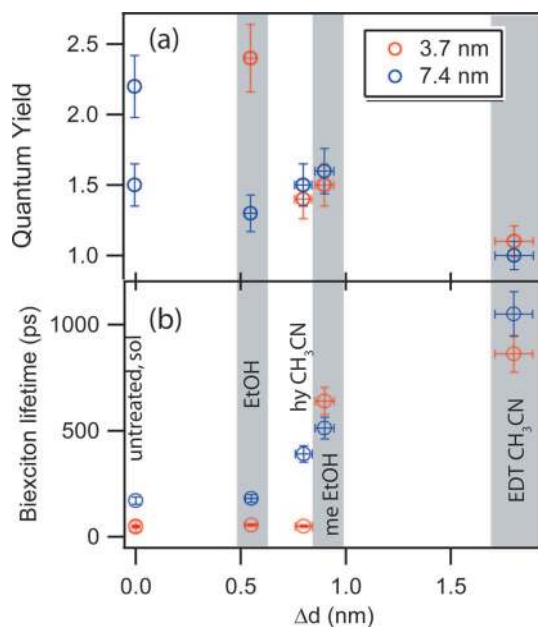 (a)
3.7 nm
7.4 nm
2.5
2.0
1.5
1.0
Quantum Yield
(b)
1000
500
0
Biexciton lifetime (ps)
untreated, sol
EtOH
hy CH₃CN
me EtOH
EDT CH₃CN
0.0
0.5
1.0
1.5
Δd (nm)